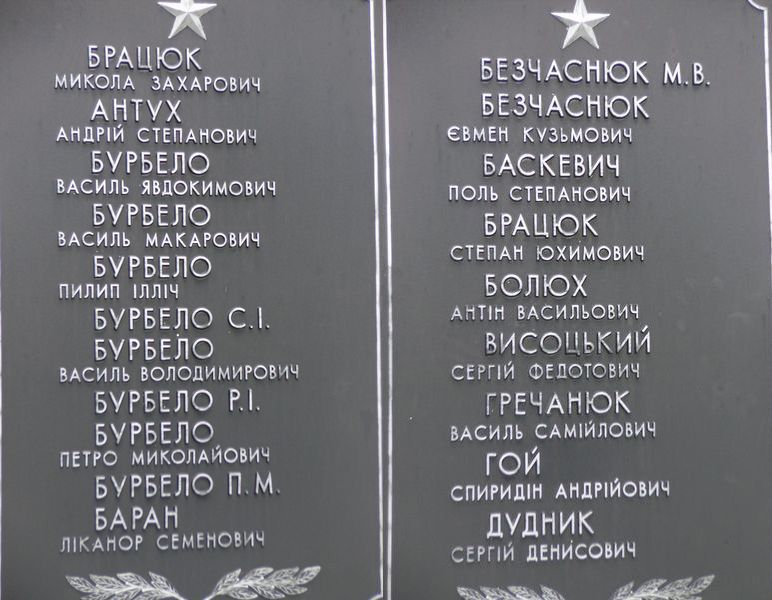 БРАЦЮК
МИКОЛА ЗАХАРОВИЧ
АНТУХ
АНДРІЙ СТЕПАНОВИЧ
БУРБЕЛО
ВАСИЛЬ ЯВДОКИМОВИЧ
БУРБЕЛО
ВАСИЛЬ МАКАРОВИЧ
БУРБЕЛО
ПИЛИП ІЛЛІЧ
БУРБЕЛО С.І.
БУРБЕЛО
ВАСИЛЬ ВОЛОДИМИРОВИЧ
БУРБЕЛО Р.І.
БУРБЕЛО
ПЕТРО МИКОЛАЙОВИЧ
БУРБЕЛО П.М.
БАРАН
ЛІКАНОР СЕМЕНОВИЧ
БЕЗЧАСНЮК М.В.
БЕЗЧАСНЮК
ЄВМЕН КУЗЬМОВИЧ
БАСКЕВИЧ
ПОЛЬ СТЕПАНОВИЧ
БРАЦЮК
СТЕПАН ЮХИМОВИЧ
БОЛЮХ
АНТІН ВАСИЛЬОВИЧ
ВИСОЦЬКИЙ
СЕРГІЙ ФЕДОТОВИЧ
ГРЕЧАНЮК
ВАСИЛЬ САМІЙЛОВИЧ
ГОЙ
СПИРИДІН АНДРІЙОВИЧ
ДУДНИК
СЕРГІЙ ДЕНИСОВИЧ